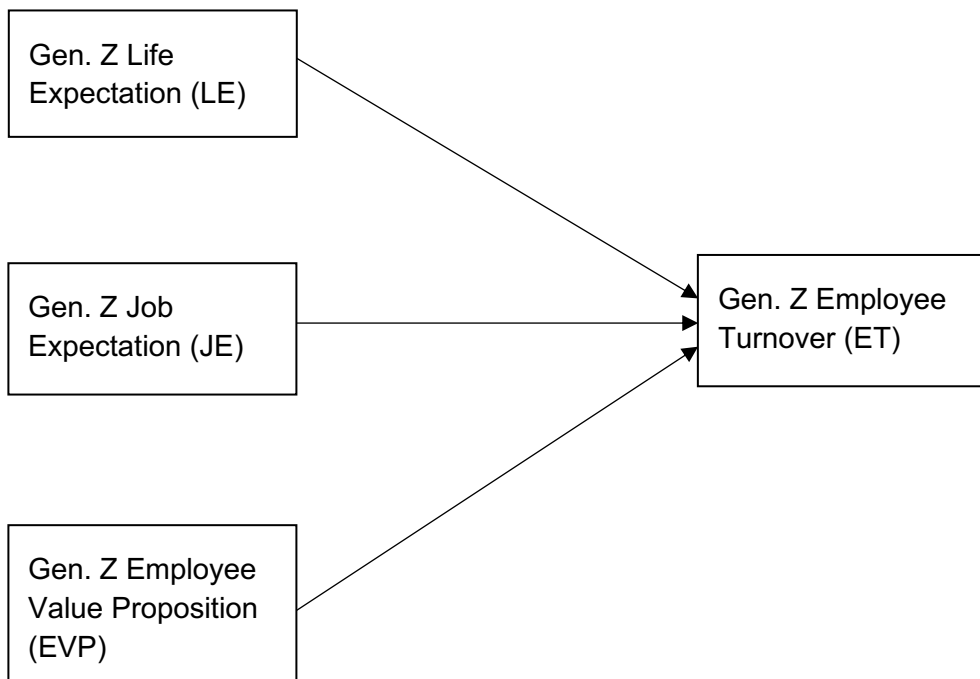 Gen. Z Life
Expectation (LE)
Gen. Z Job
Expectation (JE)
Gen. Z Employee
Value Proposition
(EVP)
Gen. Z Employee
Turnover (ET)